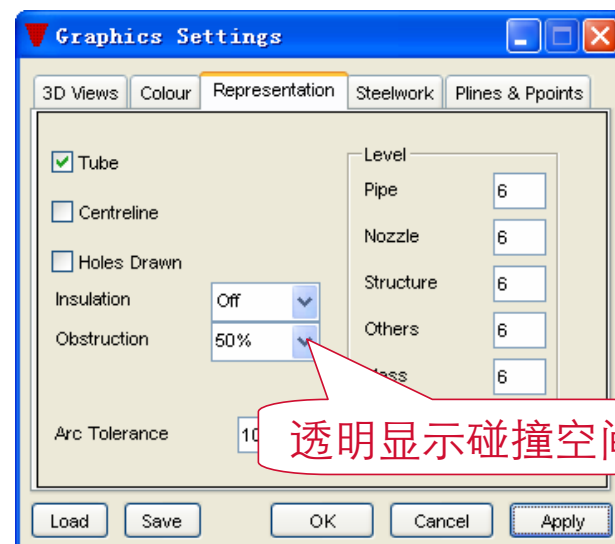 Graphics Settings
3D Views Colour Representation Steelwork Plines & Ppoints
Tube
Centreline
Holes Drawn
Insulation Off
Obstruction 50%
Arc Tolerance
Level
Pipe 6
Nozzle 6
Structure 6
Others 6
6
透明显示碰撞空间
Load Save OK Cancel Apply